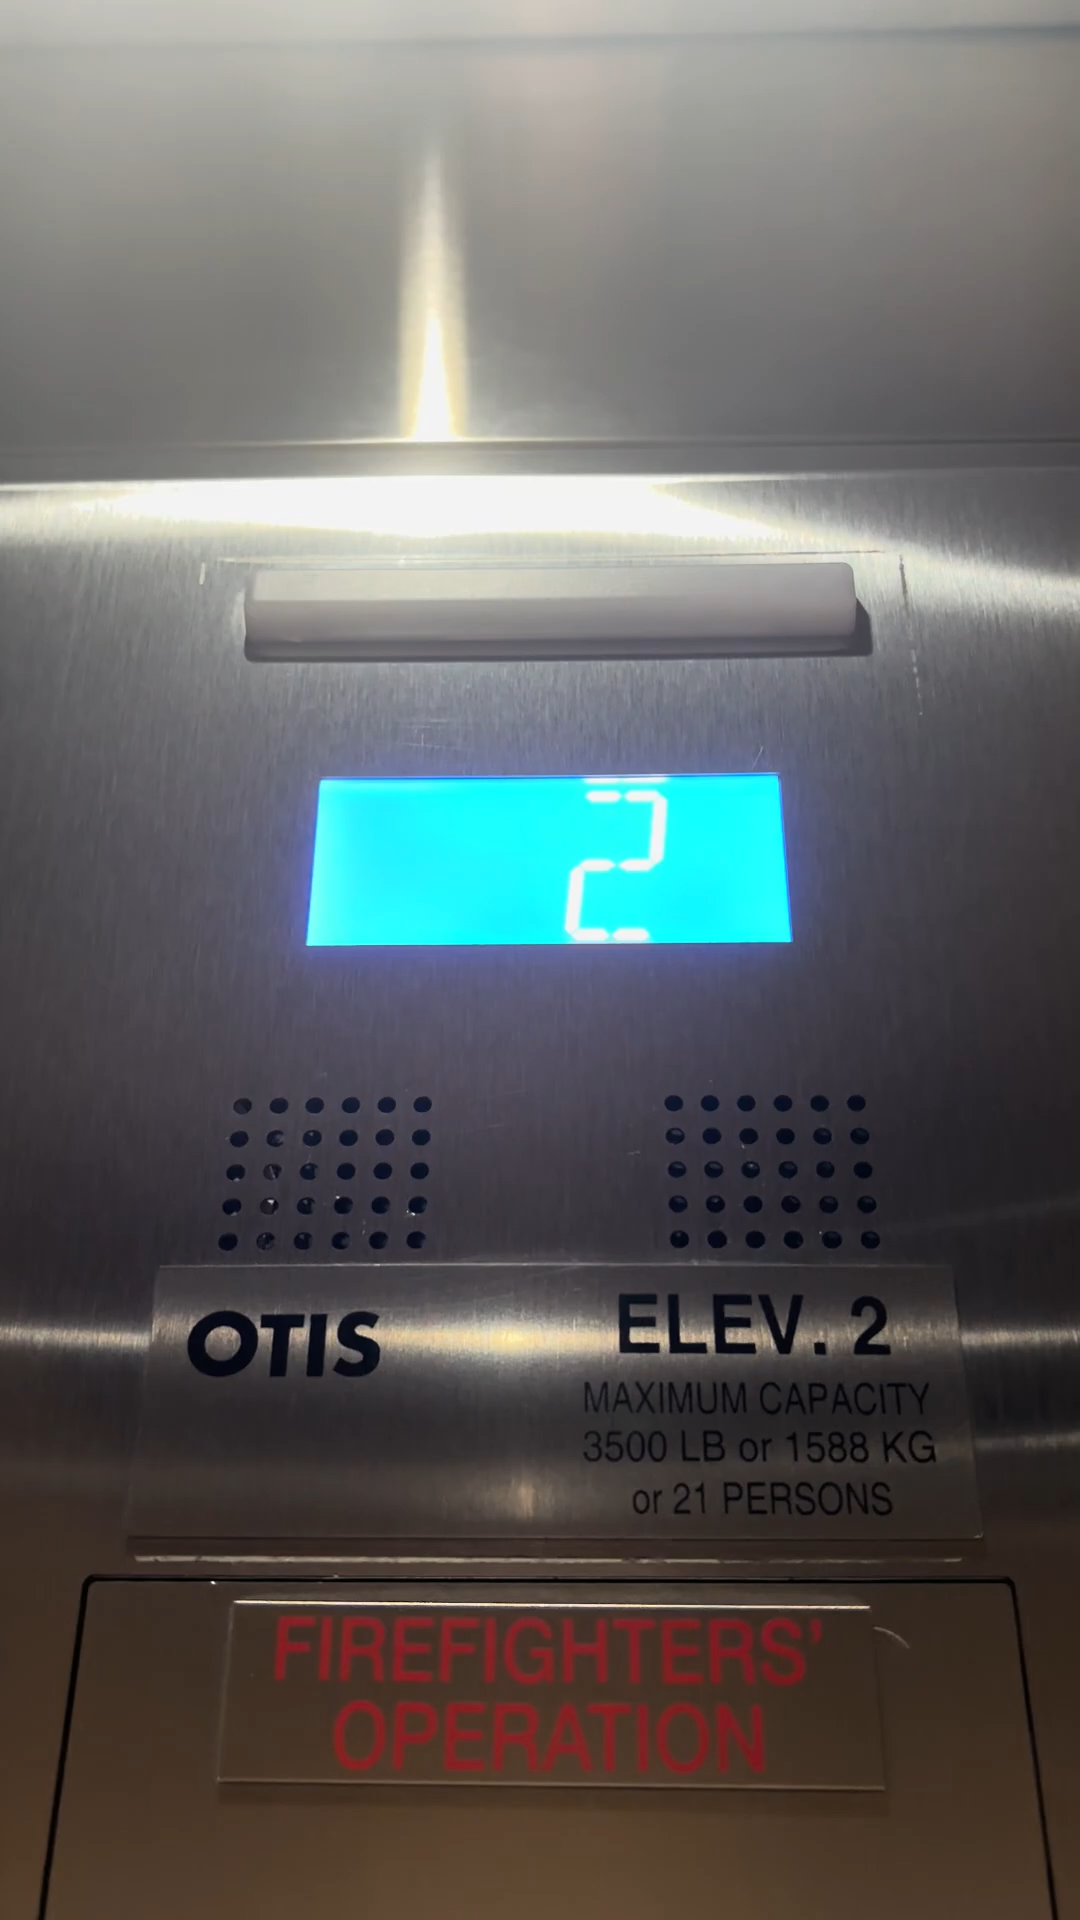 2
OTIS
ELEV. 2
MAXIMUM CAPACITY
3500 LB or 1588 KG
or 21 PERSONS
FIREFIGHTERS'
OPERATION